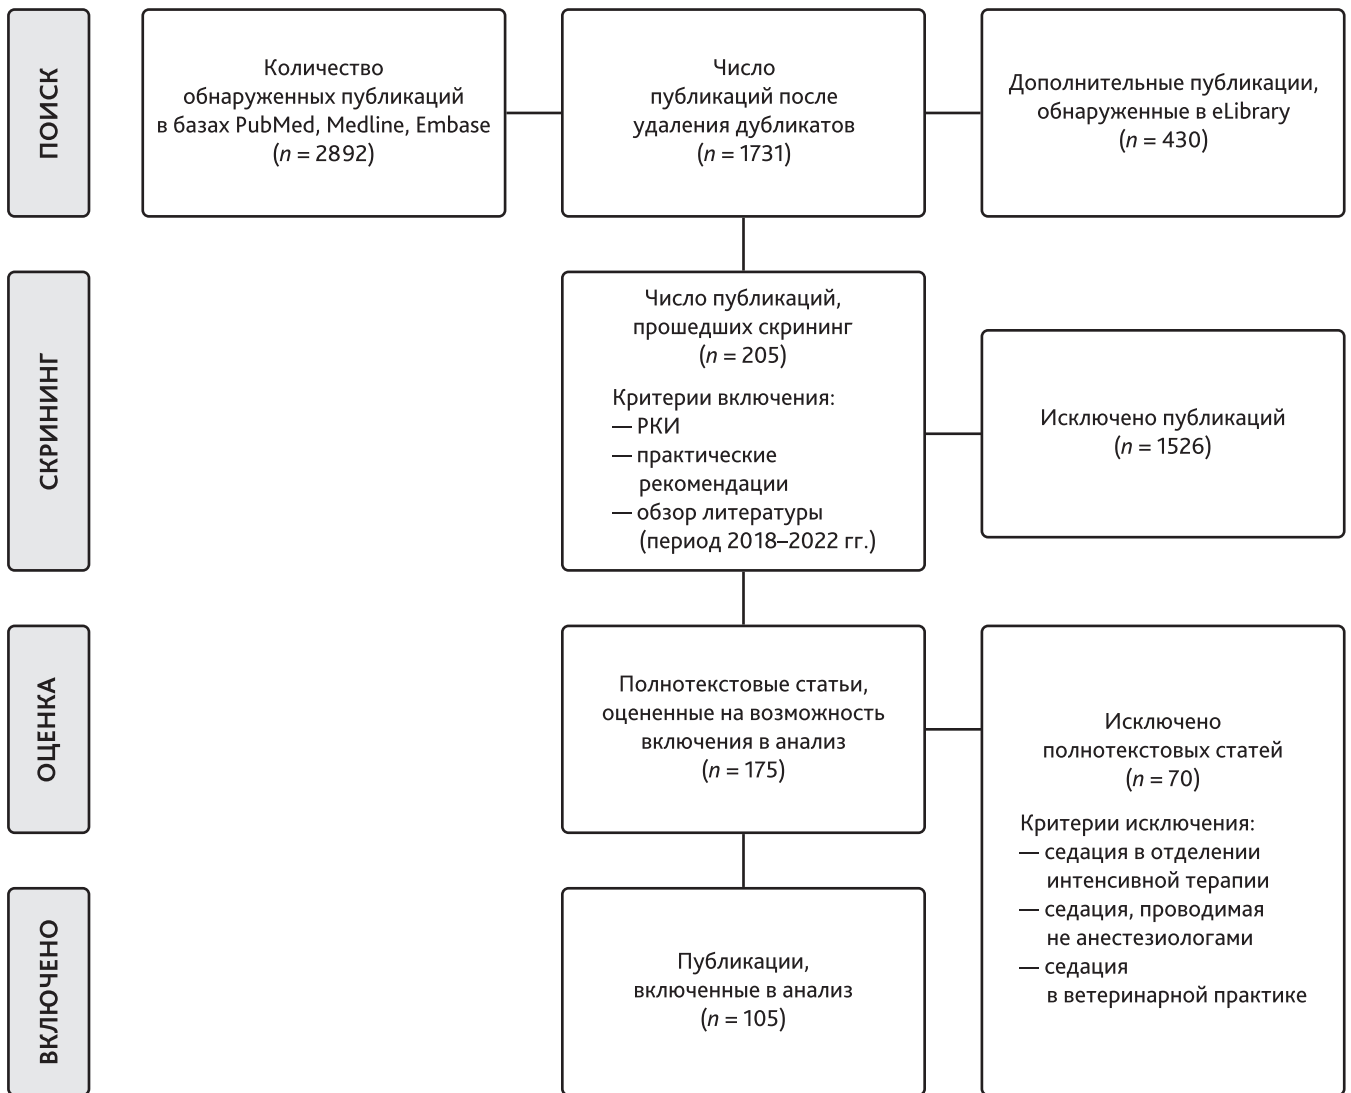 ПОИСК
Количество
обнаруженных публикаций
в базах PubMed, Medline, Embase
(n = 2892)
Число
публикаций после
удаления дубликатов
(n = 1731)
Дополнительные публикации,
обнаруженные в eLibrary
(n = 430)
СКРИНИНГ
Число публикаций,
прошедших скрининг
(n = 205)
Критерии включения:
— РКИ
— практические
рекомендации
— обзор литературы
(период 2018–2022 гг.)
Исключено публикаций
(n = 1526)
ОЦЕНКА
Полнотекстовые статьи,
оцененные на возможность
включения в анализ
(n = 175)
Исключено
полнотекстовых статей
(n = 70)
Критерии исключения:
— седация в отделении
интенсивной терапии
— седация, проводимая
не анестезиологами
— седация
в ветеринарной практике
ВКЛЮЧЕНО
Публикации,
включенные в анализ
(n = 105)